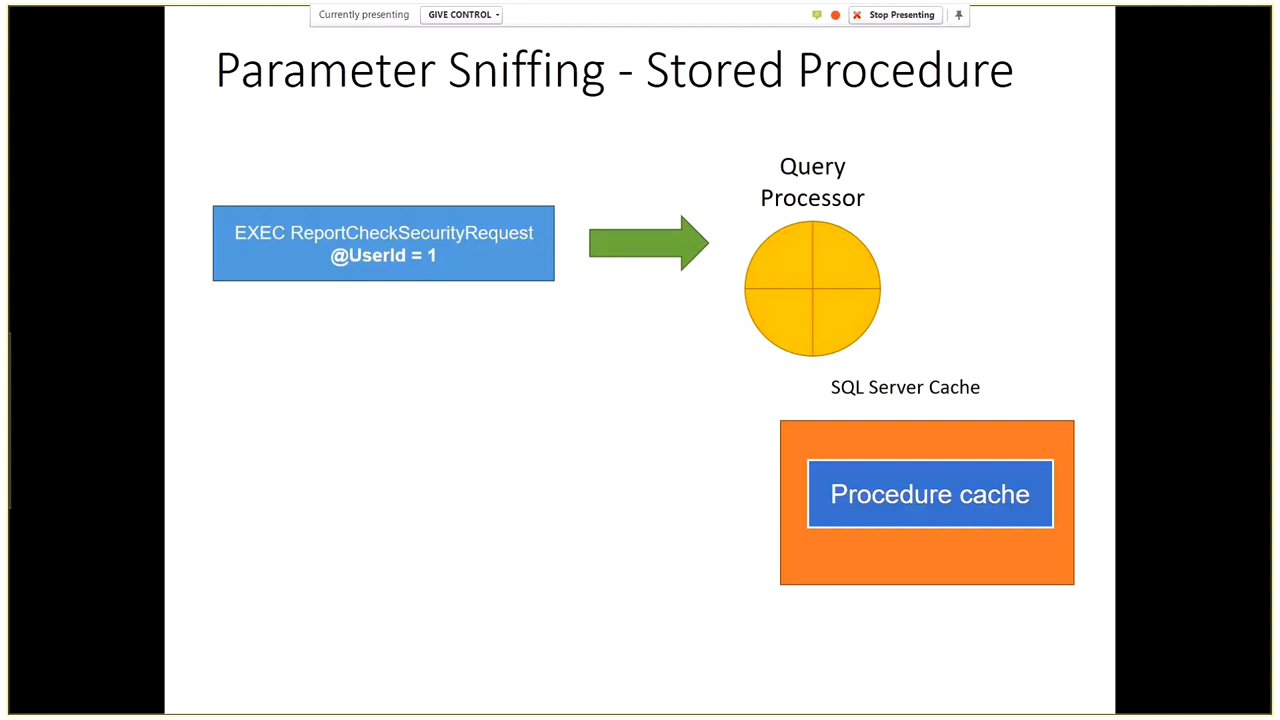 Currently presenting
GIVE CONTROL
Stop Presenting
Parameter Sniffing - Stored Procedure
Query
Processor
EXEC ReportCheckSecurityRequest
@UserId = 1
SQL Server Cache
Procedure cache